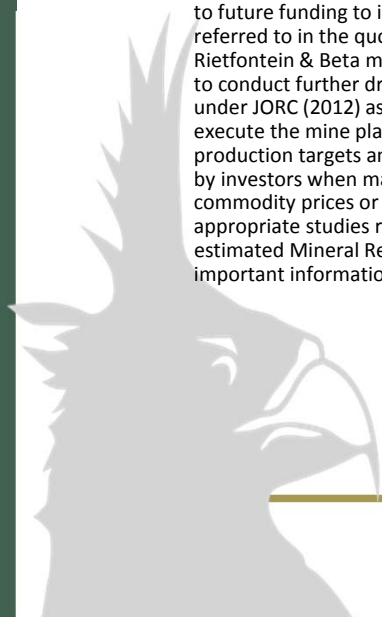 to future funding to i
referred to in the quo
Rietfontein & Beta m
to conduct further dr
under JORC (2012) as
execute the mine pla
production targets ar
by investors when ma
commodity prices or
appropriate studies r
estimated Mineral Re
important informatio